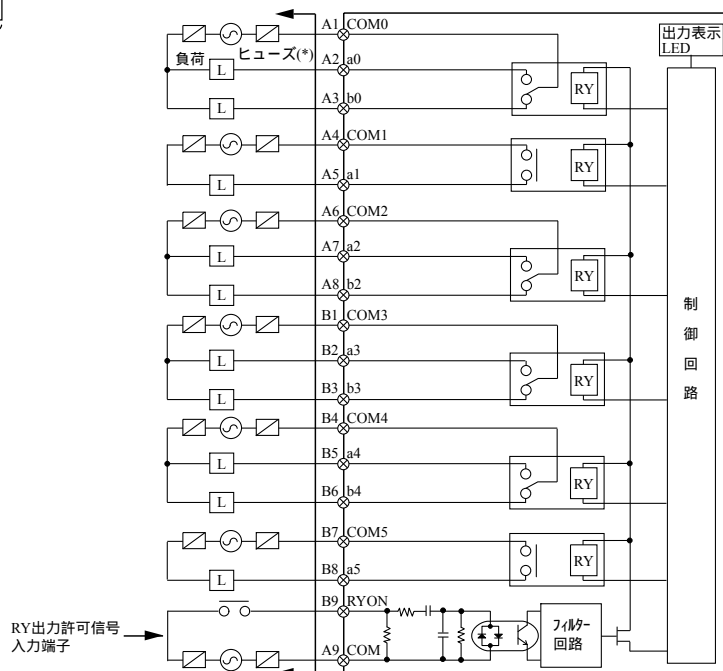 A1 COM0
出力表示
LED
負荷
ヒューズ(*)
A2 a0
L
RY
A3 b0
L
A4 COM1
RY
A5 a1
L
A6 COM2
A7 a2
L
RY
A8 b2
L
制
御
回
路
B1 COM3
B2 a3
L
RY
B3 b3
L
B4 COM4
B5 a4
L
RY
B6 b4
L
B7 COM5
RY
B8 a5
L
B9 RYON
RY出力許可信号
入力端子
フィルター
回路
A9 COM